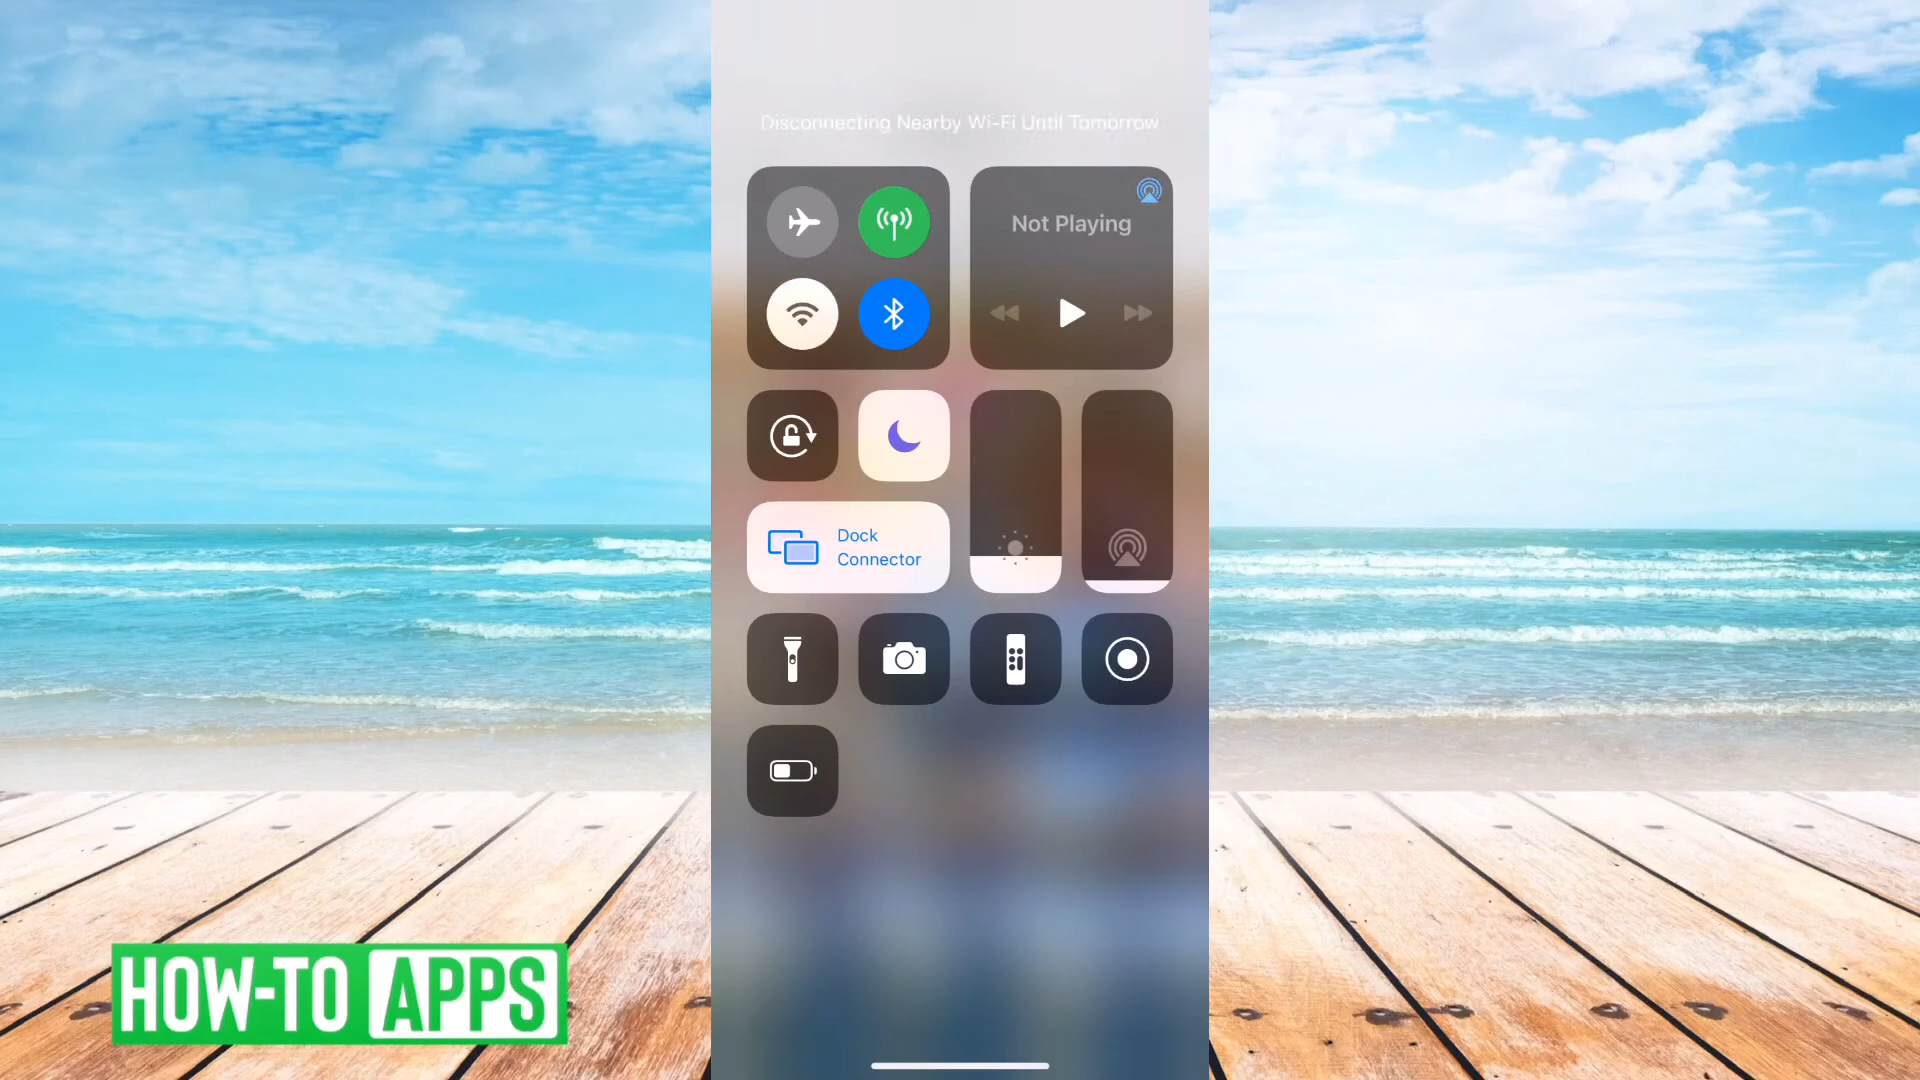 Disconnecting Nearby Wi-Fi Until Tomorrow
Not Playing
Dock
Connector
HOW-TO APPS